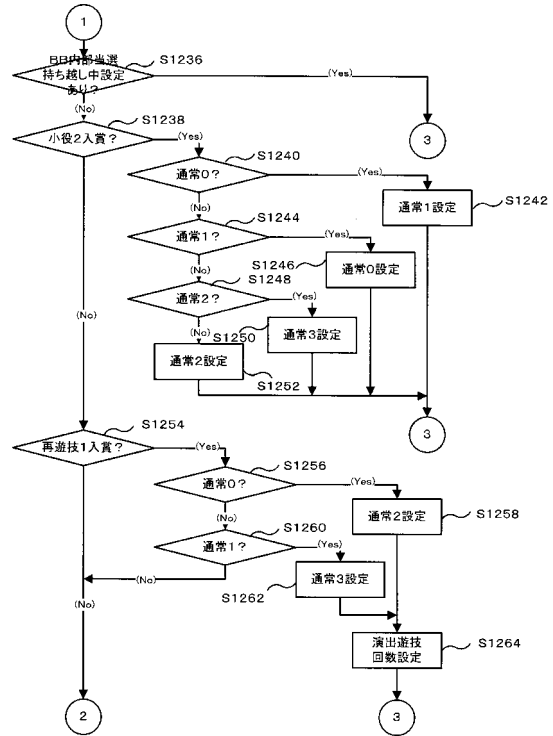 1
BB内部当選
持ち越し中設定
あり?
S1236
(Yes)
(No)
3
小役2入賞?
S1238
(Yes)
通常0?
S1240
(Yes)
通常1設定
S1242
(No)
通常1?
S1244
(Yes)
S1246
通常0設定
(No)
通常2?
S1248
(Yes)
S1250
通常3設定
(No)
(No)
通常2設定
S1252
3
再遊技1入賞?
S1254
(Yes)
通常0?
S1256
(Yes)
通常2設定
S1258
(No)
通常1?
S1260
(Yes)
(No)
通常3設定
S1262
(No)
演出遊技
回数設定
S1264
2
3